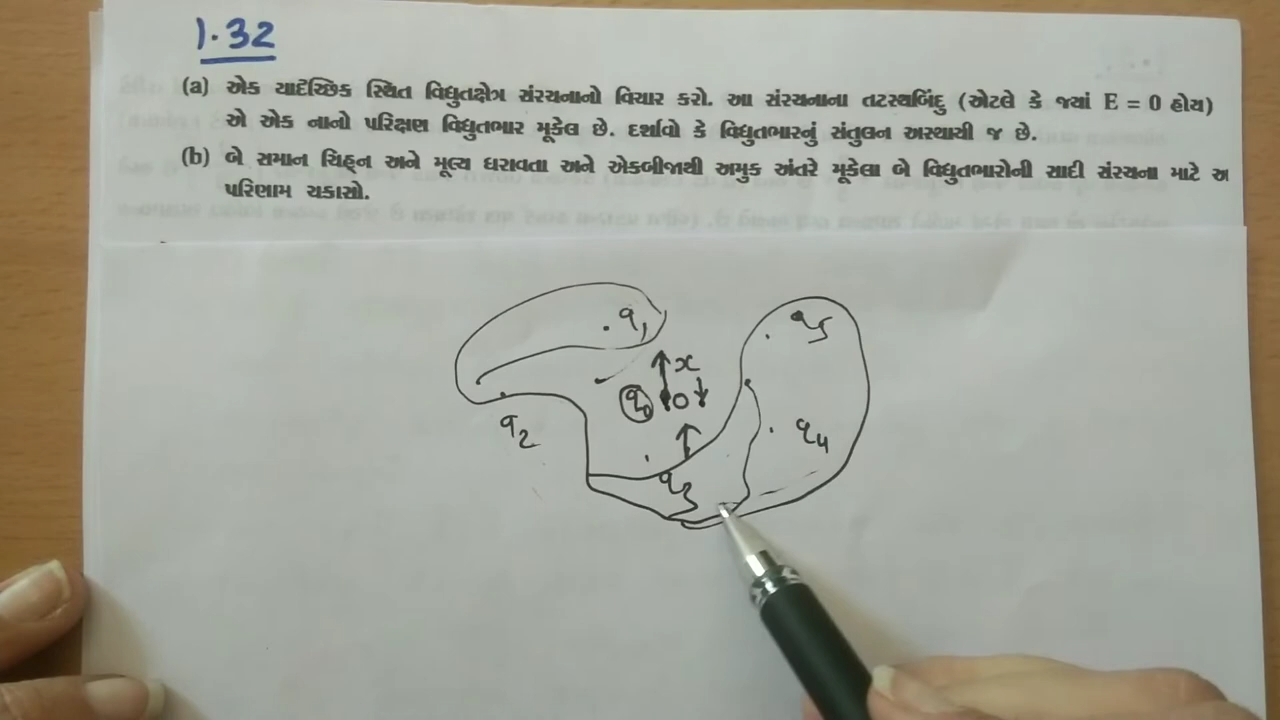 1.32
(a) એક યાદચ્છિક સ્થિત વિદ્યુતક્ષેત્ર સંરચનાનો વિચાર કરો. આ સંરચનાના તટસ્થબિંદુ (એટલે કે જ્યાં E = 0 હોય)
એ એક નાનો પરિક્ષણ વિદ્યુતભાર મૂકેલ છે. દર્શાવો કે વિદ્યુતભારનું સંતુલન અસ્થાયી જ છે.
(b) બે સમાન ચિહ્ન અને મૂલ્ય ધરાવતા અને એકબીજાથી અમુક અંતરે મૂકેલા બે વિદ્યુતભારોની સાદી સંરચના માટે અ
પરિણામ ચકાસો.
q1
q5
x
q0 O
q2
q4
q3